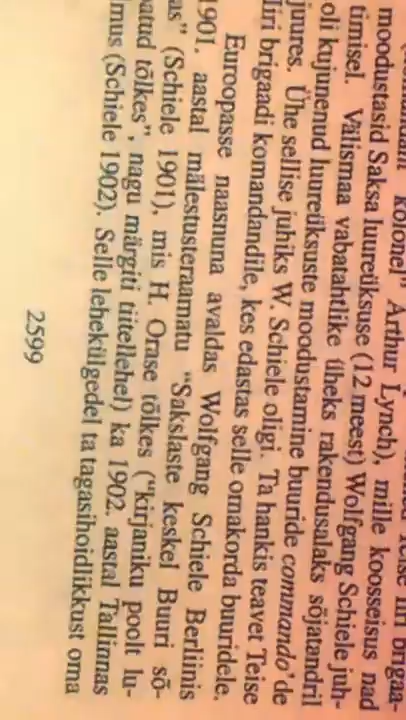 kolonel" Arthur Lynch), mille koosseisus nad
moodustasid Saksa luureüksuse (12 meest) Wolfgang Schiele juh-
timisel. Välismaa vabatahtlike üheks rakendusalaks sõjatandril
oli kujunenud luureüksuste moodustamine buuride commando'de
juures. Ühe sellise juhiks W. Schiele oligi. Ta hankis teavet Teise
Iiri brigaadi komandandile, kes edastas selle omakorda buuridele.
Euroopasse naasnuna avaldas Wolfgang Schiele Berliinis
1901. aastal mälestusteraamatu "Sakslaste keskel Buuri sõ-
as" (Schiele 1901), mis H. Orase tõlkes ("kirjaniku poolt lu-
batud tõlkes", nagu märgiti tiitellehel) ka 1902. aastal Tallinnas
ilmus (Schiele 1902). Selle lehekülgedel ta tagasihoidlikkust oma
2599